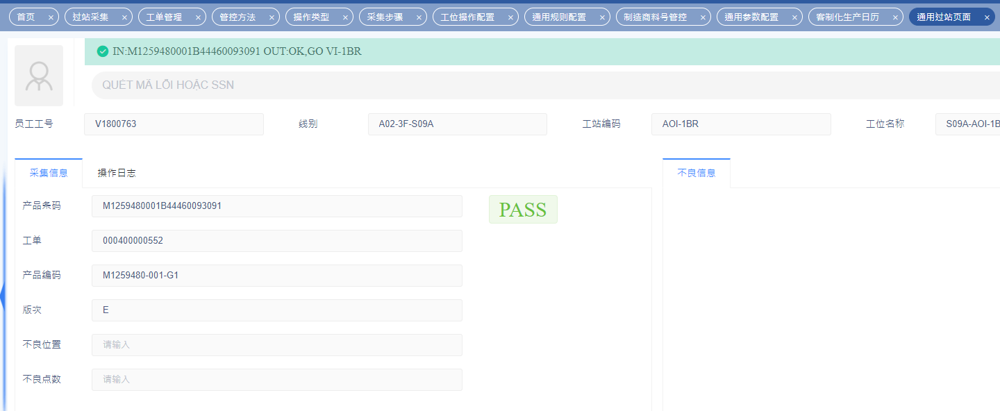 首页 × 过站采集 × 工单管理 × 管控方法 × 操作类型 × 采集步骤 × 工位操作配置 × 通用规则配置 × 制造商料号管控 × 通用参数配置 × 客制化生产日历 × 通用过站页面 ×
IN:M1259480001B44460093091 OUT:OK,GO VI-1BR
QUÉT MÃ LỖI HOẶC SSN
员工工号 V1800763 线别 A02-3F-S09A 工站编码 AOI-1BR 工位名称 S09A-AOI-1B
采集信息 操作日志 不良信息
产品条码 M1259480001B44460093091 PASS
工单 000400000552
产品编码 M1259480-001-G1
版次 E
不良位置 请输入
不良点数 请输入